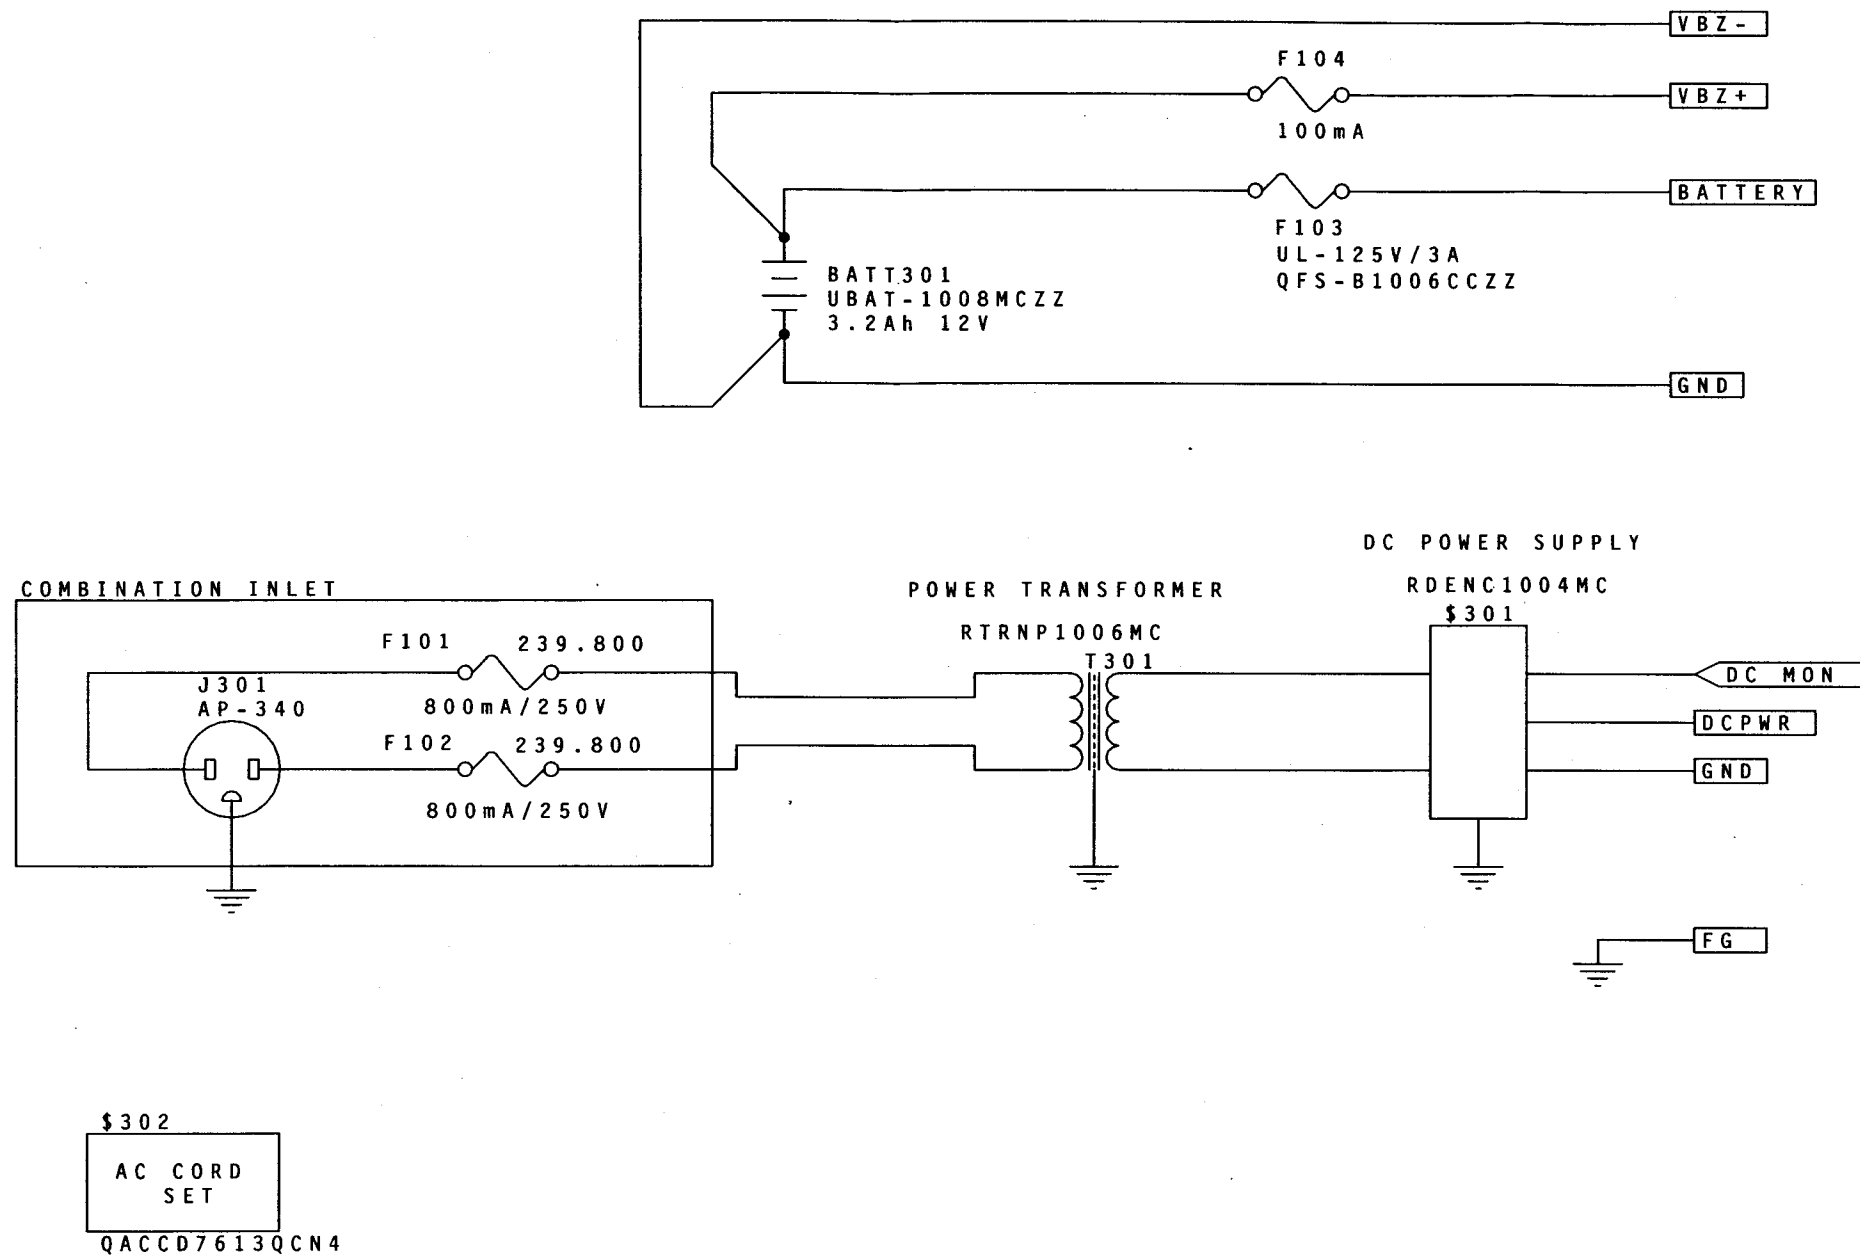 VBZ-
F104
VBZ+
100mA
BATTERY
F103
UL-125V/3A
QFS-B1006CCZZ
BATT301
UBAT-1008MCZZ
3.2Ah 12V
GND
DC POWER SUPPLY
RDENC1004MC
$301
COMBINATION INLET
POWER TRANSFORMER
RTRNP1006MC
T301
F101 239.800
J301
AP-340
800mA/250V
F102 239.800
800mA/250V
DC MON
DCPWR
GND
FG
$302
AC CORD
SET
QACCD7613QCN4